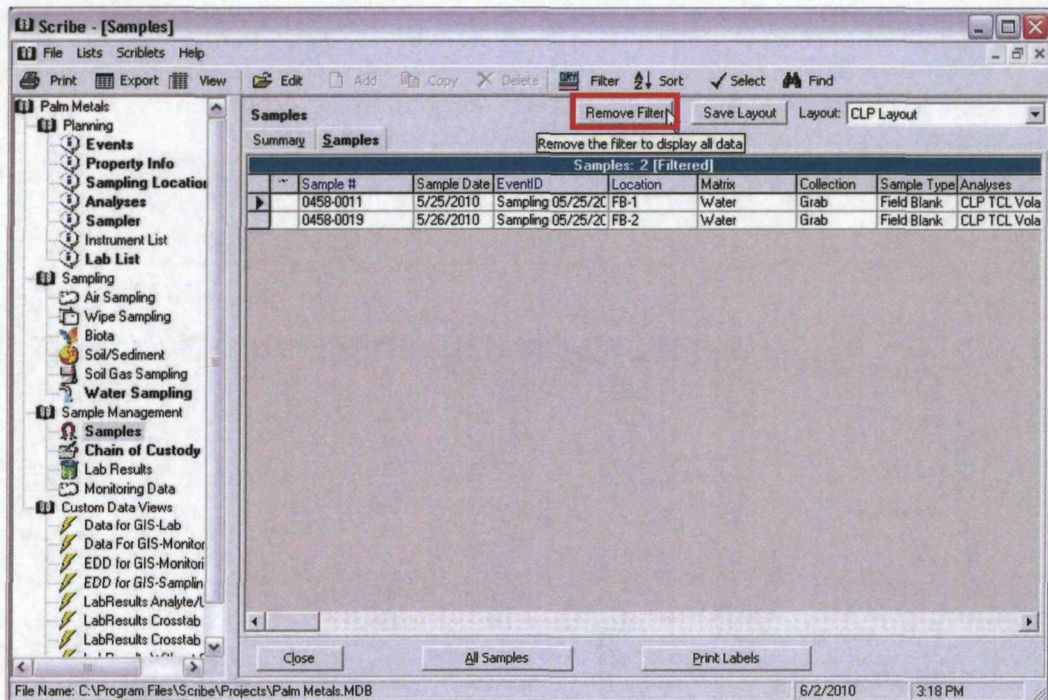 Scribe - [Samples]
File Lists Scriblets Help
Print Export View Edit Add Copy Delete Filter Sort Select Find
Palm Metals
Planning
Events
Property Info
Sampling Location
Analyses
Sampler
Instrument List
Lab List
Sampling
Air Sampling
Wipe Sampling
Biota
Soil/Sediment
Soil Gas Sampling
Water Sampling
Sample Management
Samples
Chain of Custody
Lab Results
Monitoring Data
Custom Data Views
Data for GIS-Lab
Data For GIS-Monitor
EDD for GIS-Monitori
EDD for GIS-Samplin
LabResults Analyte/L
LabResults Crosstab
LabResults Crosstab
Samples
Remove Filter Save Layout Layout: CLP Layout
Summary Samples
Remove the filter to display all data
Samples: 2 [Filtered]
Sample # Sample Date EventID Location Matrix Collection Sample Type Analyses
0458-0011 5/25/2010 Sampling 05/25/20 FB-1 Water Grab Field Blank CLP TCL Vola
0458-0019 5/26/2010 Sampling 05/25/20 FB-2 Water Grab Field Blank CLP TCL Vola
Close All Samples Print Labels
File Name: C:\Program Files\Scribe\Projects\Palm Metals.MDB 6/2/2010 3:18 PM